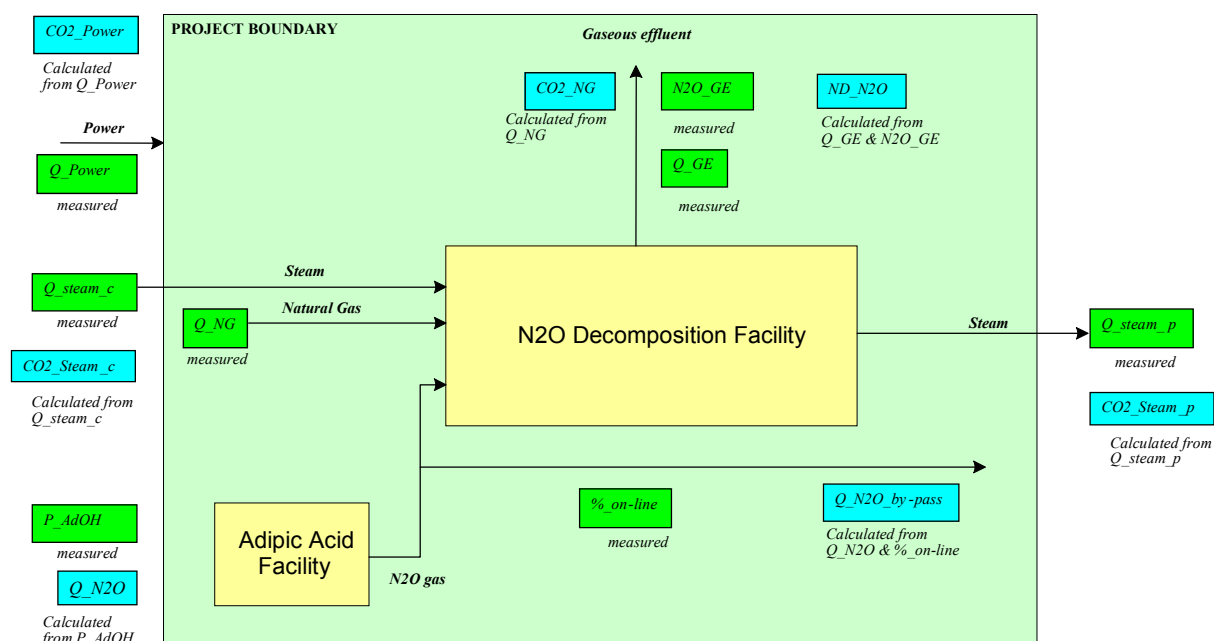 CO2_Power
Calculated
from Q_Power
Power
Q_Power
measured
Q_steam_c
measured
CO2_Steam_c
Calculated from
Q_steam_c
P_AdOH
measured
Q_N2O
Calculated
from P_AdOH
PROJECT BOUNDARY
Gaseous effluent
CO2_NG
Calculated from
Q_NG
N2O_GE
measured
Q_GE
measured
ND_N2O
Calculated from
Q_GE & N2O_GE
Steam
Natural Gas
Q_NG
measured
N2O Decomposition Facility
Steam
Q_steam_p
measured
CO2_Steam_p
Calculated from
Q_steam_p
Adipic Acid
Facility
N2O gas
%_on-line
measured
Q_N2O_by-pass
Calculated from
Q_N2O & %_on-line